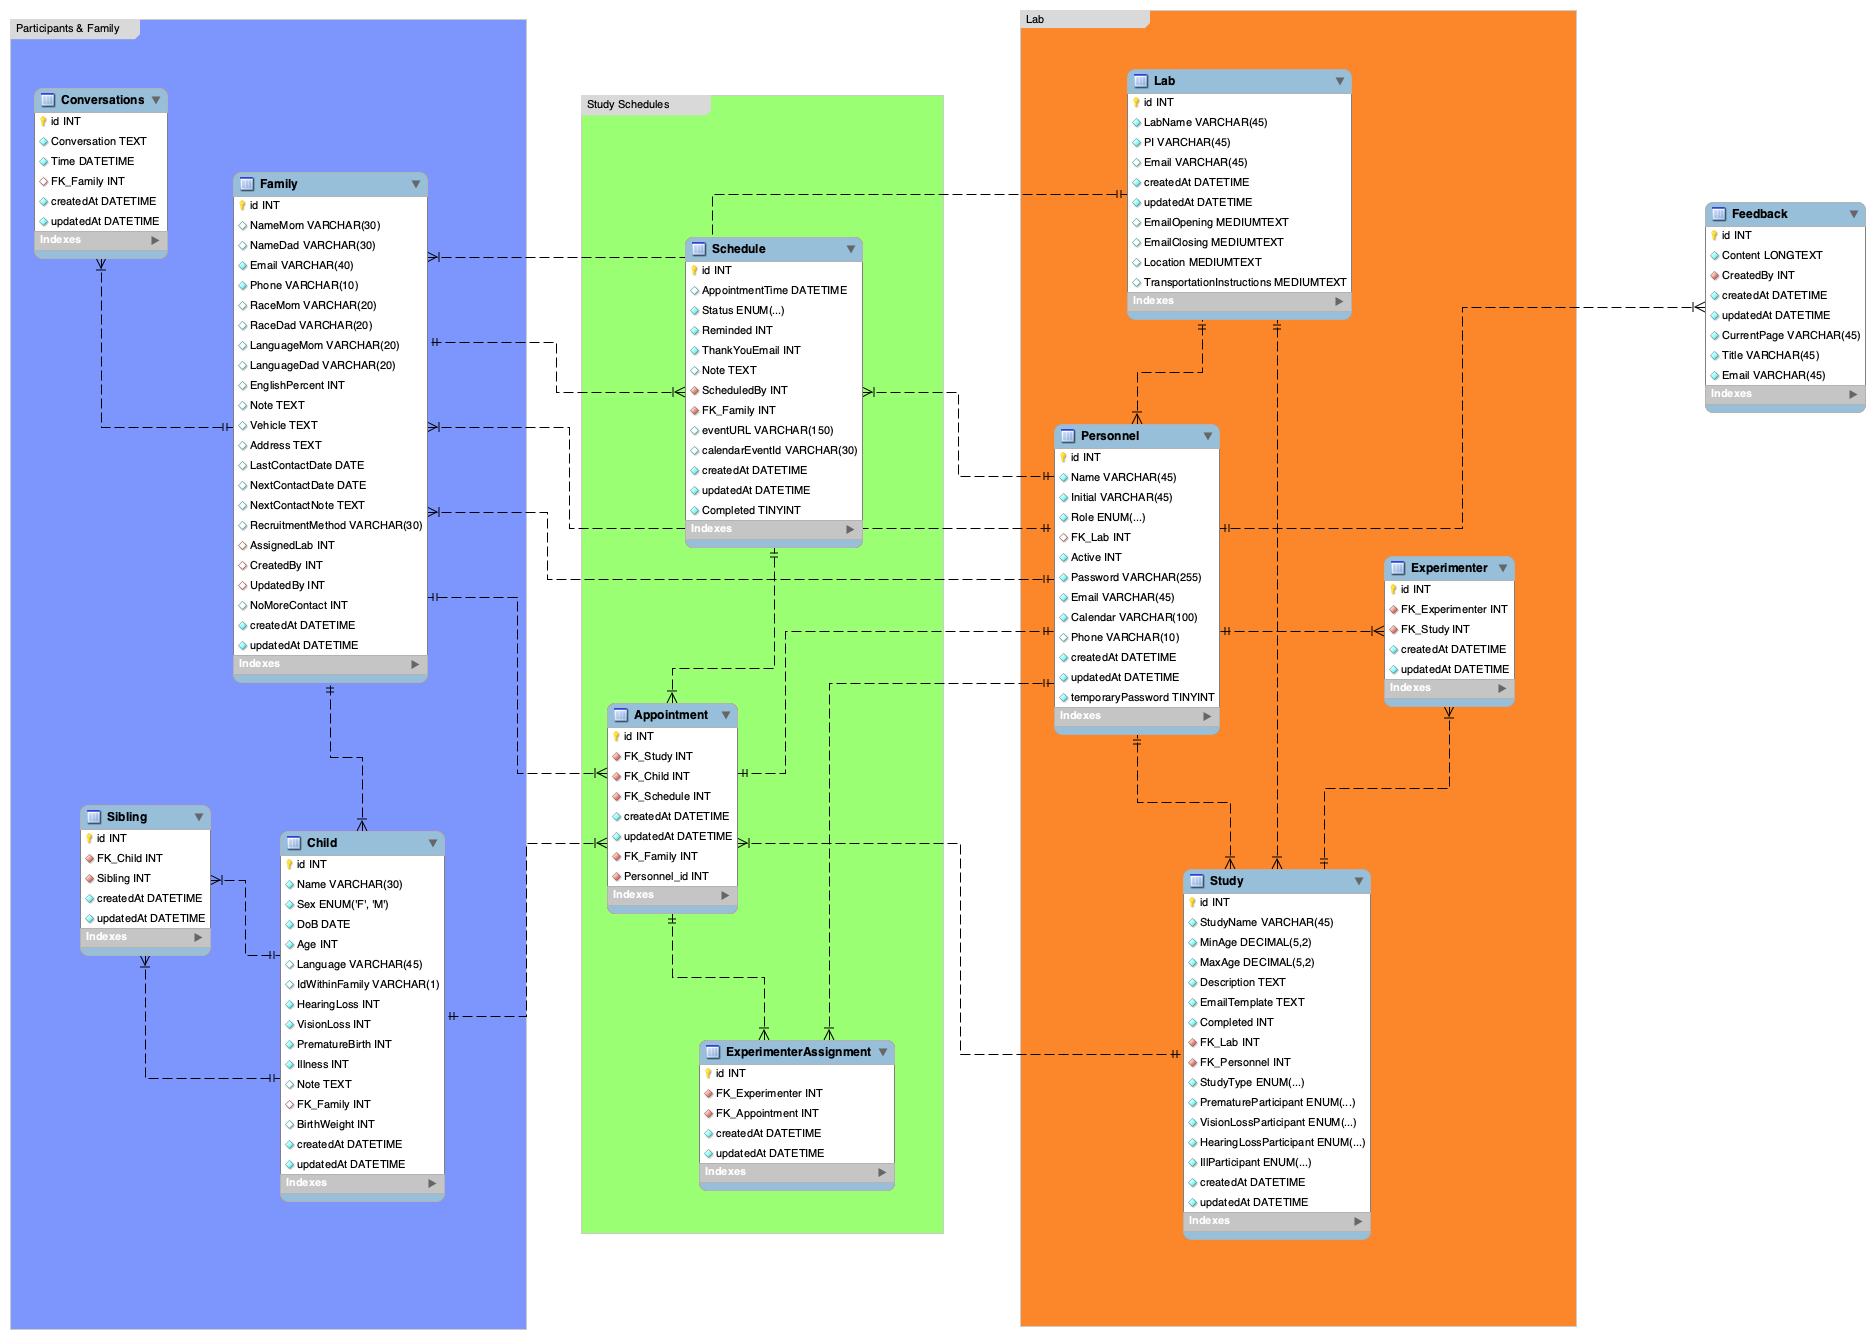 Participants & Family
Conversations
id INT
Conversation TEXT
Time DATETIME
FK_Family INT
createdAt DATETIME
updatedAt DATETIME
Indexes
Family
id INT
NameMom VARCHAR(30)
NameDad VARCHAR(30)
Email VARCHAR(40)
Phone VARCHAR(10)
RaceMom VARCHAR(20)
RaceDad VARCHAR(20)
LanguageMom VARCHAR(20)
LanguageDad VARCHAR(20)
EnglishPercent INT
Note TEXT
Vehicle TEXT
Address TEXT
LastContactDate DATE
NextContactDate DATE
NextContactNote TEXT
RecruitmentMethod VARCHAR(30)
AssignedLab INT
CreatedBy INT
UpdatedBy INT
NoMoreContact INT
createdAt DATETIME
updatedAt DATETIME
Indexes
Sibling
id INT
FK_Child INT
Sibling INT
createdAt DATETIME
updatedAt DATETIME
Indexes
Child
id INT
Name VARCHAR(30)
Sex ENUM('F', 'M')
DoB DATE
Age INT
Language VARCHAR(45)
IdWithinFamily VARCHAR(1)
HearingLoss INT
VisionLoss INT
PrematureBirth INT
Illness INT
Note TEXT
FK_Family INT
BirthWeight INT
createdAt DATETIME
updatedAt DATETIME
Indexes
Study Schedules
Schedule
id INT
AppointmentTime DATETIME
Status ENUM(...)
Reminded INT
ThankYouEmail INT
Note TEXT
ScheduledBy INT
FK_Family INT
eventURL VARCHAR(150)
calendarEventId VARCHAR(30)
createdAt DATETIME
updatedAt DATETIME
Completed TINYINT
Indexes
Appointment
id INT
FK_Study INT
FK_Child INT
FK_Schedule INT
createdAt DATETIME
updatedAt DATETIME
FK_Family INT
Personnel_id INT
Indexes
ExperimenterAssignment
id INT
FK_Experimenter INT
FK_Appointment INT
createdAt DATETIME
updatedAt DATETIME
Indexes
Lab
Lab
id INT
LabName VARCHAR(45)
PI VARCHAR(45)
Email VARCHAR(45)
createdAt DATETIME
updatedAt DATETIME
EmailOpening MEDIUMTEXT
EmailClosing MEDIUMTEXT
Location MEDIUMTEXT
TransportationInstructions MEDIUMTEXT
Indexes
Personnel
id INT
Name VARCHAR(45)
Initial VARCHAR(45)
Role ENUM(...)
FK_Lab INT
Active INT
Password VARCHAR(255)
Email VARCHAR(45)
Calendar VARCHAR(100)
Phone VARCHAR(10)
createdAt DATETIME
updatedAt DATETIME
temporaryPassword TINYINT
Indexes
Experimenter
id INT
FK_Experimenter INT
FK_Study INT
createdAt DATETIME
updatedAt DATETIME
Indexes
Study
id INT
StudyName VARCHAR(45)
MinAge DECIMAL(5,2)
MaxAge DECIMAL(5,2)
Description TEXT
EmailTemplate TEXT
Completed INT
FK_Lab INT
FK_Personnel INT
StudyType ENUM(...)
PrematureParticipant ENUM(...)
VisionLossParticipant ENUM(...)
HearingLossParticipant ENUM(...)
IllParticipant ENUM(...)
createdAt DATETIME
updatedAt DATETIME
Indexes
Feedback
id INT
Content LONGTEXT
CreatedBy INT
createdAt DATETIME
updatedAt DATETIME
CurrentPage VARCHAR(45)
Title VARCHAR(45)
Email VARCHAR(45)
Indexes